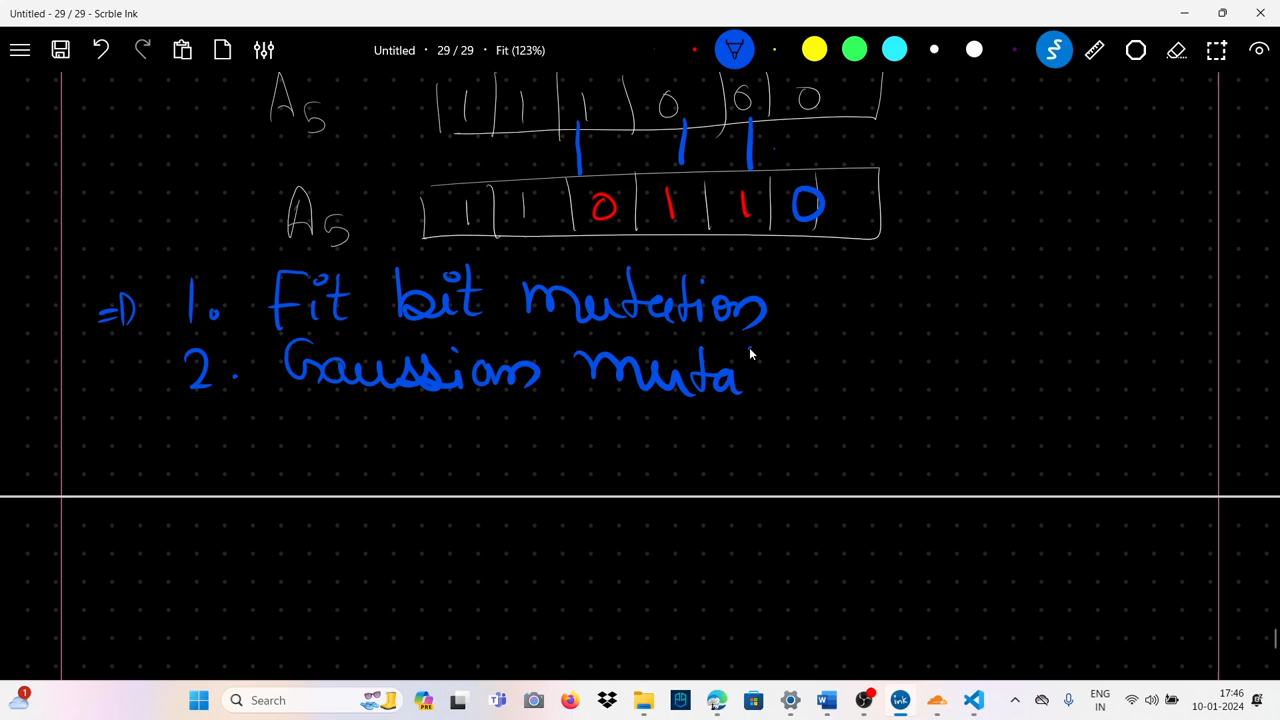 Untitled - 29 / 29 - Scrble Ink
Untitled • 29 / 29 • Fit (123%)
A5 1 1 1 0 0 0
A5 1 1 0 1 1 0
⇒ 1. Fit bit mutation
2. Gaussian muta
1 Search PRE ENG IN 17:46 10-01-2024